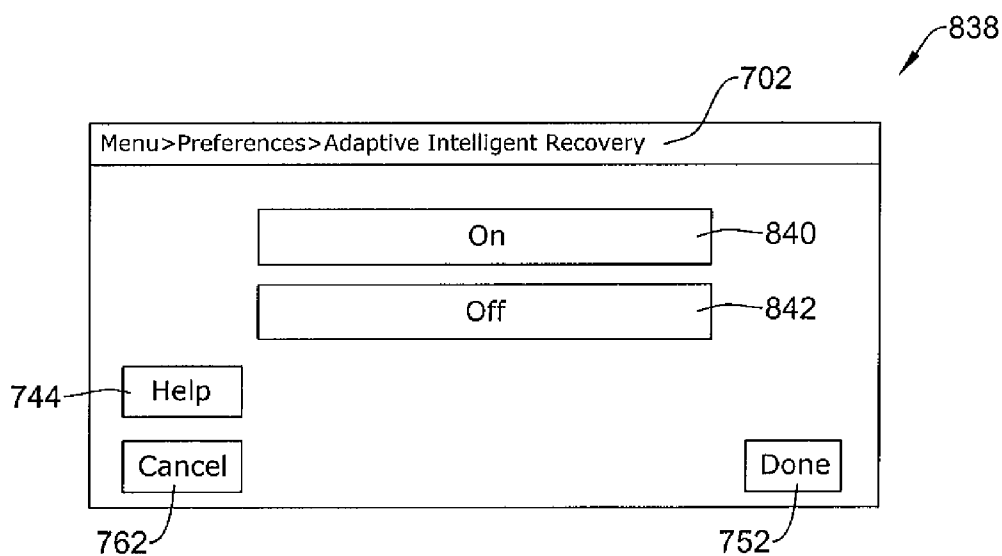 838
702
Menu>Preferences>Adaptive Intelligent Recovery
On
840
Off
842
744
Help
Cancel
Done
762
752